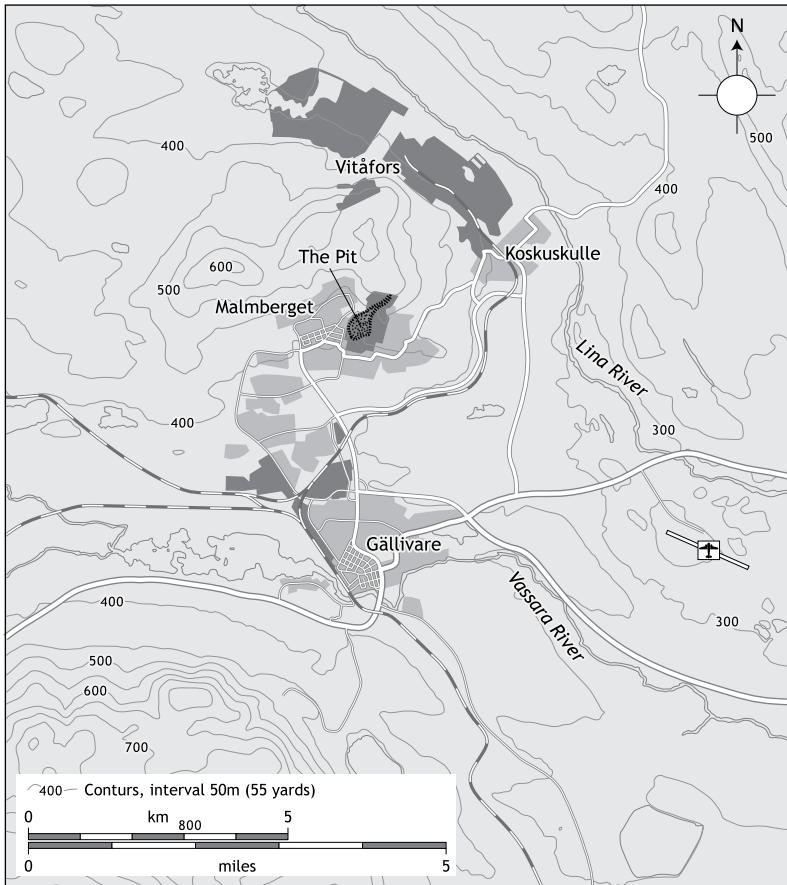 N
500
400
400
Vitåfors
Koskuskulle
The Pit
600
500
Malmberget
Lina River
400
300
Gällivare
Vassara River
400
300
500
600
700
400 Conturs, interval 50m (55 yards)
0 km 5
800
0 miles 5